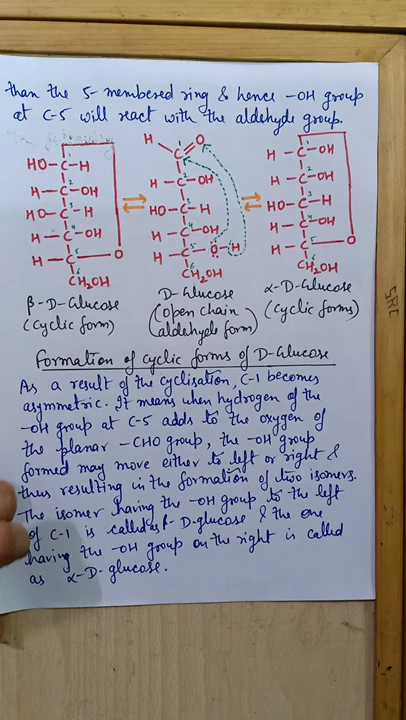 than the 5-membered ring & hence -OH group
at C-5 will react with the aldehyde group.
HO-C-H
H-C-OH
HO-C-H
H-C-OH
H-C-O
CH2OH
β-D-Glucose
(Cyclic form)
H C O
H-C-OH
HO-C-H
H-C-OH
H-C-O-H
CH2OH
D-Glucose
(open chain
aldehyde form)
H-C-OH
H-C-OH
HO-C-H
H-C-OH
H-C-O
CH2OH
α-D-Glucose
(Cyclic forms)
Formation of cyclic forms of D-Glucose
As a result of the cyclisation, C-1 becomes
asymmetric. It means when hydrogen of the
-OH group at C-5 adds to the oxygen of
the planar -CHO group, the -OH group
formed may move either to left or right &
thus resulting in the formation of two isomers.
The isomer having the -OH group to the left
of C-1 is called as β-D-glucose & the one
having the -OH group on the right is called
as α-D-glucose.